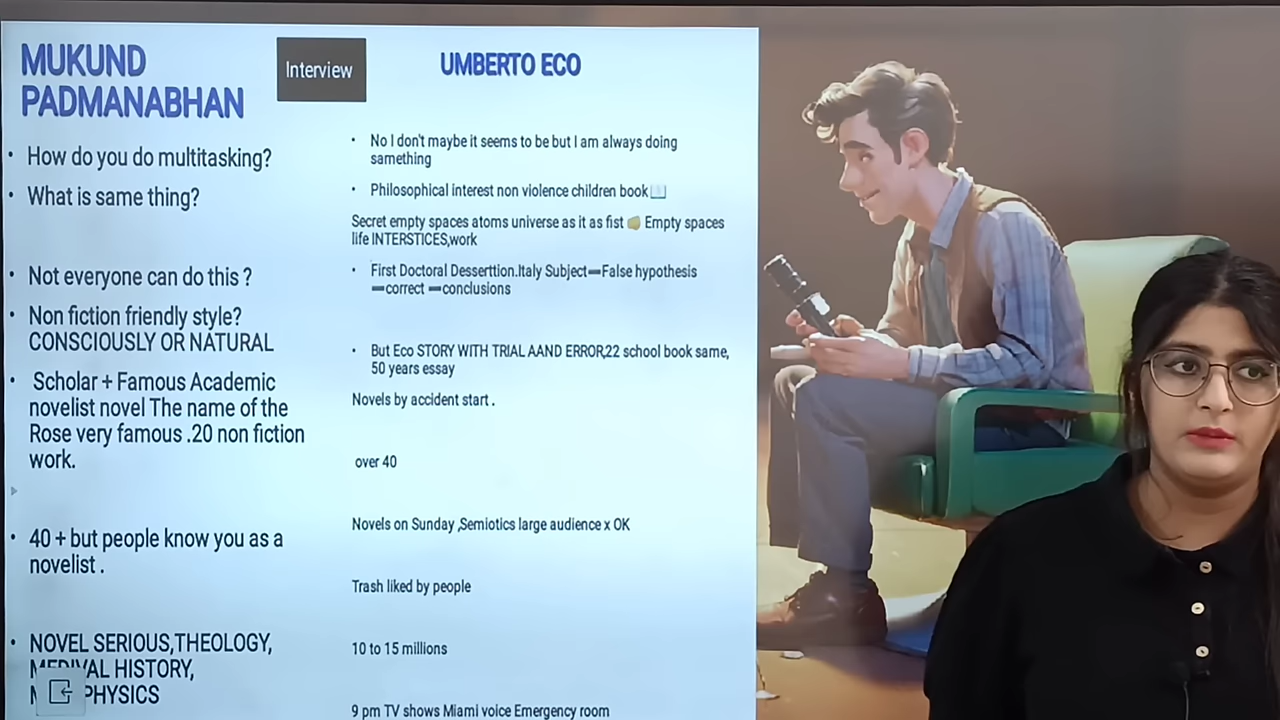 MUKUND
PADMANABHAN
Interview
UMBERTO ECO
• How do you do multitasking?
• What is same thing?
• Not everyone can do this ?
• Non fiction friendly style?
CONSCIOUSLY OR NATURAL
• Scholar + Famous Academic
novelist novel The name of the
Rose very famous .20 non fiction
work.
• 40 + but people know you as a
novelist .
• NOVEL SERIOUS,THEOLOGY,
HISTORY,
• No I don't maybe it seems to be but I am always doing
samething
• Philosophical interest non violence children book📖
Secret empty spaces atoms universe as it as fist 🤛 Empty spaces
life INTERSTICES,work
• First Doctoral Desserttion.Italy Subject➖False hypothesis
➖correct ➖conclusions
• But Eco STORY WITH TRIAL AAND ERROR,22 school book same,
50 years essay
Novels by accident start .
over 40
Novels on Sunday ,Semiotics large audience x OK
Trash liked by people
10 to 15 millions
9 pm TV shows Miami voice Emergency room